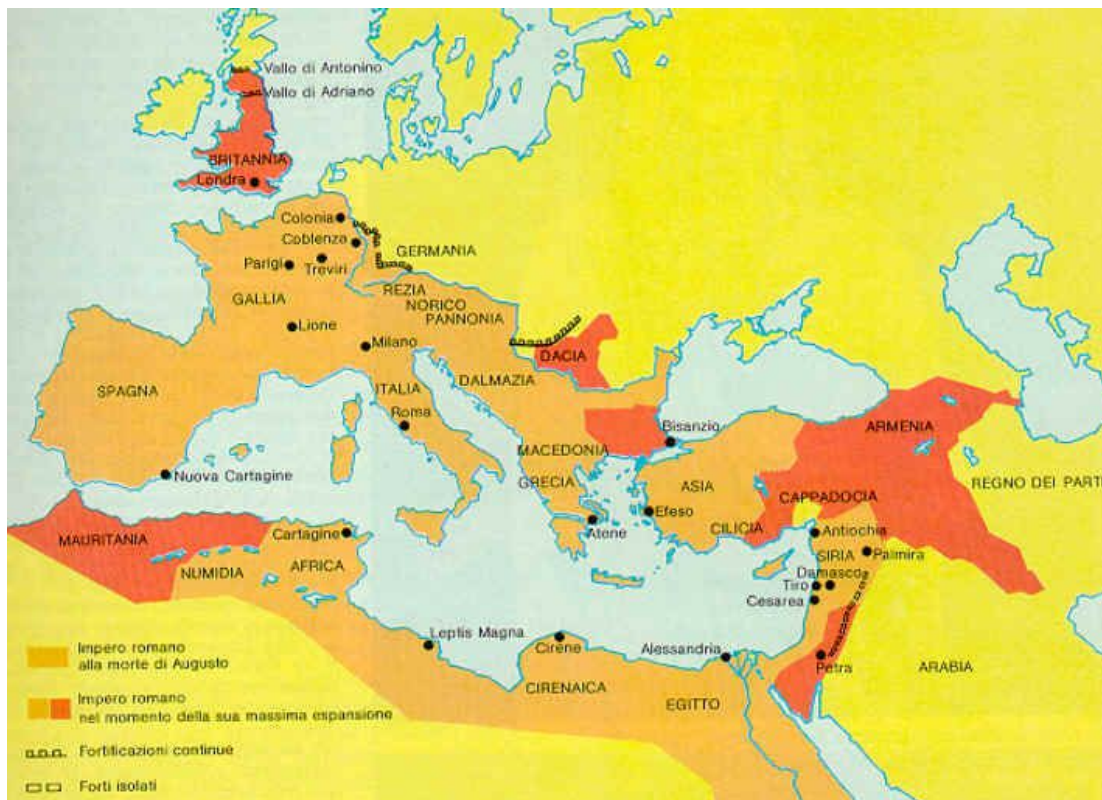 Vallo di Antonino
Vallo di Adriano
BRITANNIA
Londra
Colonia
Coblenza
GERMANIA
Parigi
Treviri
REZIA
NORICO
PANNONIA
GALLIA
Lione
Milano
DACIA
SPAGNA
ITALIA
DALMAZIA
Roma
Bisanzio
ARMENIA
MACEDONIA
Nuova Cartagine
GRECIA
ASIA
CAPPADOCIA
REGNO DEI PARTI
Efeso
CILICIA
Atene
Antiochia
MAURITANIA
Cartagine
SIRIA
Palmira
NUMIDIA
AFRICA
Damasco
Tiro
Cesarea
Leptis Magna
Cirene
Alessandria
Petra
ARABIA
CIRENAICA
EGITTO
Impero romano
alla morte di Augusto
Impero romano
nel momento della sua massima espansione
Fortificazioni continue
Forti isolati